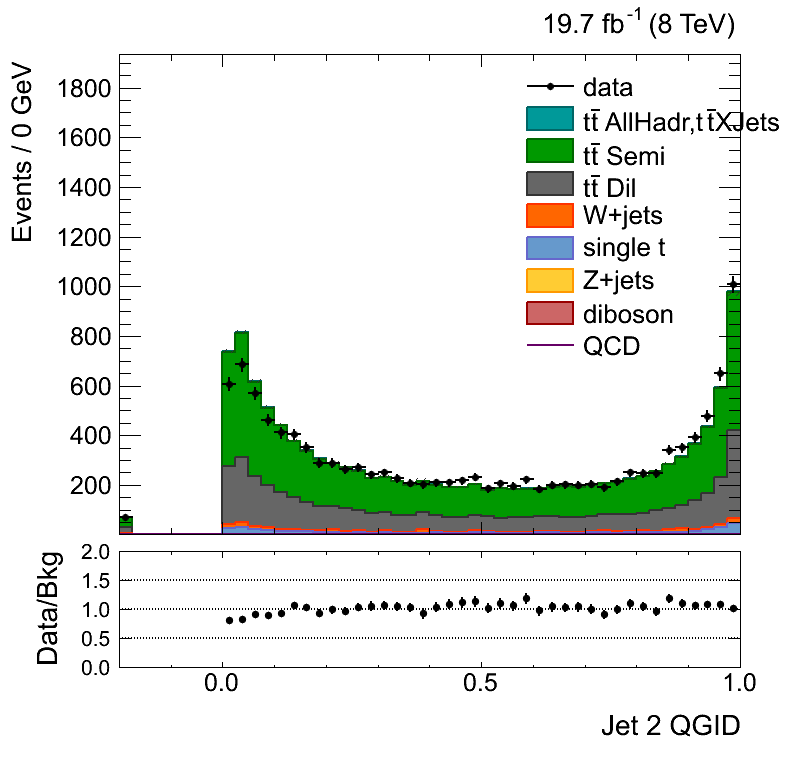 19.7 fb⁻¹ (8 TeV)
Events / 0 GeV
1800
1600
1400
1200
1000
800
600
400
200
data
tt̄ AllHadr,tt̄XJets
tt̄ Semi
tt̄ Dil
W+jets
single t
Z+jets
diboson
QCD
Data/Bkg
2.0
1.5
1.0
0.5
0.0
0.0 0.5 1.0
Jet 2 QGID